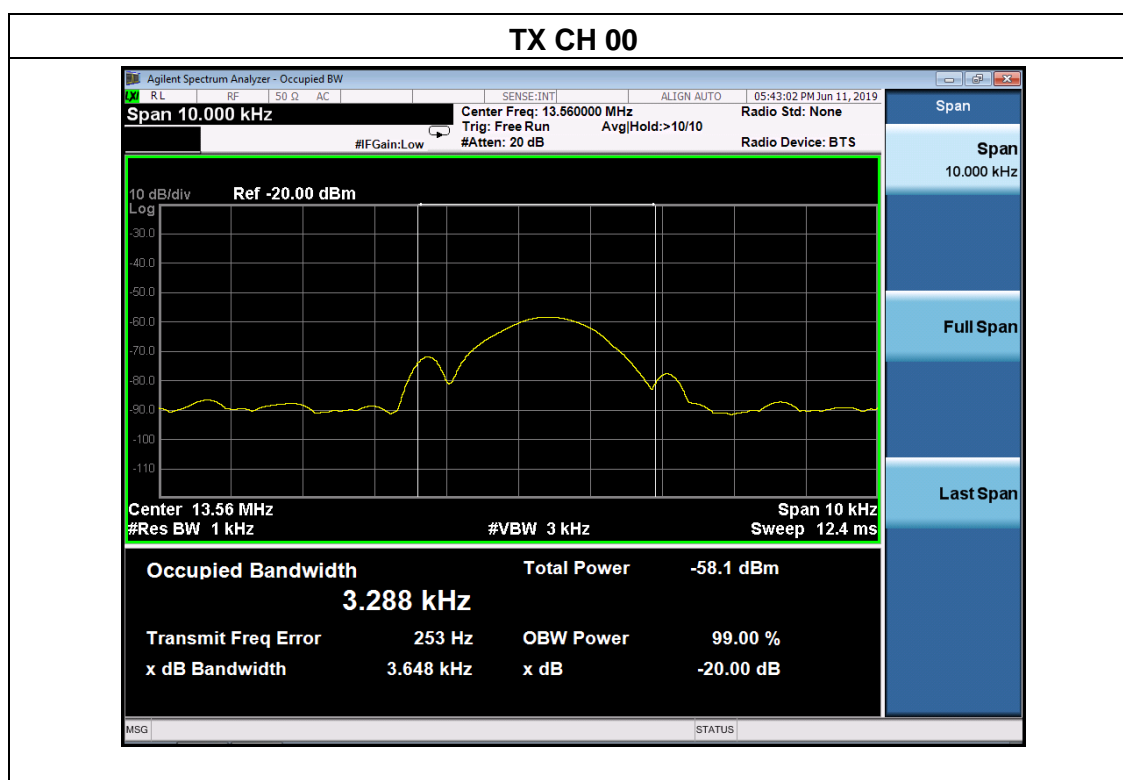 TX CH 00
Agilent Spectrum Analyzer - Occupied BW
LXI RL RF 50 Ω AC SENSE:INT ALIGN AUTO 05:43:02 PM Jun 11, 2019
Span 10.000 kHz
Center Freq: 13.560000 MHz
Radio Std: None
Trig: Free Run Avg|Hold:>10/10
#IFGain:Low
#Atten: 20 dB
Radio Device: BTS
10 dB/div Ref -20.00 dBm
Log
-30.0
-40.0
-50.0
-60.0
-70.0
-80.0
-90.0
-100
-110
Center 13.56 MHz Span 10 kHz
#Res BW 1 kHz #VBW 3 kHz Sweep 12.4 ms
Occupied Bandwidth Total Power -58.1 dBm
3.288 kHz
Transmit Freq Error 253 Hz OBW Power 99.00 %
x dB Bandwidth 3.648 kHz x dB -20.00 dB
MSG STATUS
Span
Span
10.000 kHz
Full Span
Last Span